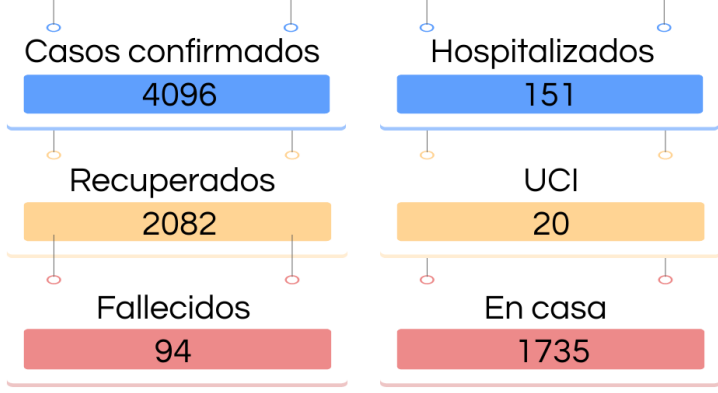 Casos confirmados
4096
Hospitalizados
151
Recuperados
2082
UCI
20
Fallecidos
94
En casa
1735